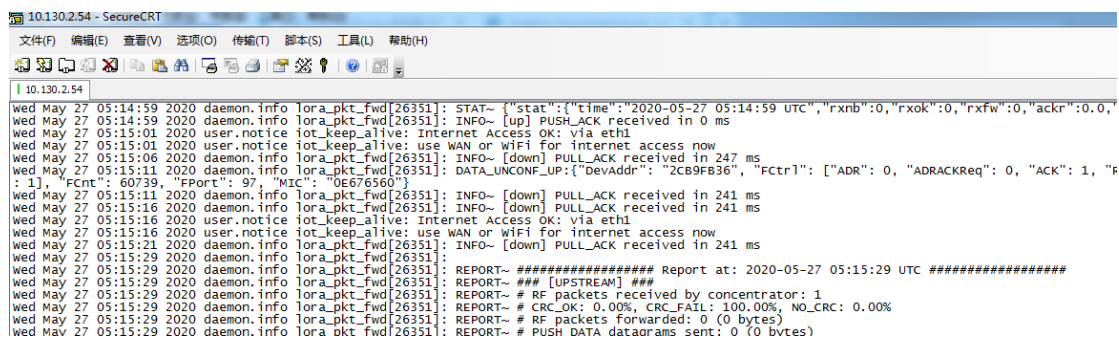 10.130.2.54 - SecureCRT
文件(F) 编辑(E) 查看(V) 选项(O) 传输(T) 脚本(S) 工具(L) 帮助(H)
10.130.2.54
Wed May 27 05:14:59 2020 daemon.info lora_pkt_fwd[26351]: STAT~ {"stat":{"time":"2020-05-27 05:14:59 UTC","rxnb":0,"rxok":0,"rxfw":0,"ackr":0.0,"
Wed May 27 05:14:59 2020 daemon.info lora_pkt_fwd[26351]: INFO~ [up] PUSH_ACK received in 0 ms
Wed May 27 05:15:01 2020 user.notice iot_keep_alive: Internet Access OK: via eth1
Wed May 27 05:15:01 2020 user.notice iot_keep_alive: use WAN or WiFi for internet access now
Wed May 27 05:15:06 2020 daemon.info lora_pkt_fwd[26351]: INFO~ [down] PULL_ACK received in 247 ms
Wed May 27 05:15:11 2020 daemon.info lora_pkt_fwd[26351]: DATA_UNCONF_UP:{"DevAddr": "2CB9FB36", "FCtrl": ["ADR": 0, "ADRACKReq": 0, "ACK": 1, "R
: 1], "FCnt": 60739, "FPort": 97, "MIC": "0E676560"}
Wed May 27 05:15:11 2020 daemon.info lora_pkt_fwd[26351]: INFO~ [down] PULL_ACK received in 241 ms
Wed May 27 05:15:16 2020 daemon.info lora_pkt_fwd[26351]: INFO~ [down] PULL_ACK received in 241 ms
Wed May 27 05:15:16 2020 user.notice iot_keep_alive: Internet Access OK: via eth1
Wed May 27 05:15:16 2020 user.notice iot_keep_alive: use WAN or WiFi for internet access now
Wed May 27 05:15:21 2020 daemon.info lora_pkt_fwd[26351]: INFO~ [down] PULL_ACK received in 241 ms
Wed May 27 05:15:29 2020 daemon.info lora_pkt_fwd[26351]:
Wed May 27 05:15:29 2020 daemon.info lora_pkt_fwd[26351]: REPORT~ ################## Report at: 2020-05-27 05:15:29 UTC ##################
Wed May 27 05:15:29 2020 daemon.info lora_pkt_fwd[26351]: REPORT~ ### [UPSTREAM] ###
Wed May 27 05:15:29 2020 daemon.info lora_pkt_fwd[26351]: REPORT~ # RF packets received by concentrator: 1
Wed May 27 05:15:29 2020 daemon.info lora_pkt_fwd[26351]: REPORT~ # CRC_OK: 0.00%, CRC_FAIL: 100.00%, NO_CRC: 0.00%
Wed May 27 05:15:29 2020 daemon.info lora_pkt_fwd[26351]: REPORT~ # RF packets forwarded: 0 (0 bytes)
Wed May 27 05:15:29 2020 daemon.info lora_pkt_fwd[26351]: REPORT~ # PUSH_DATA datagrams sent: 0 (0 bytes)